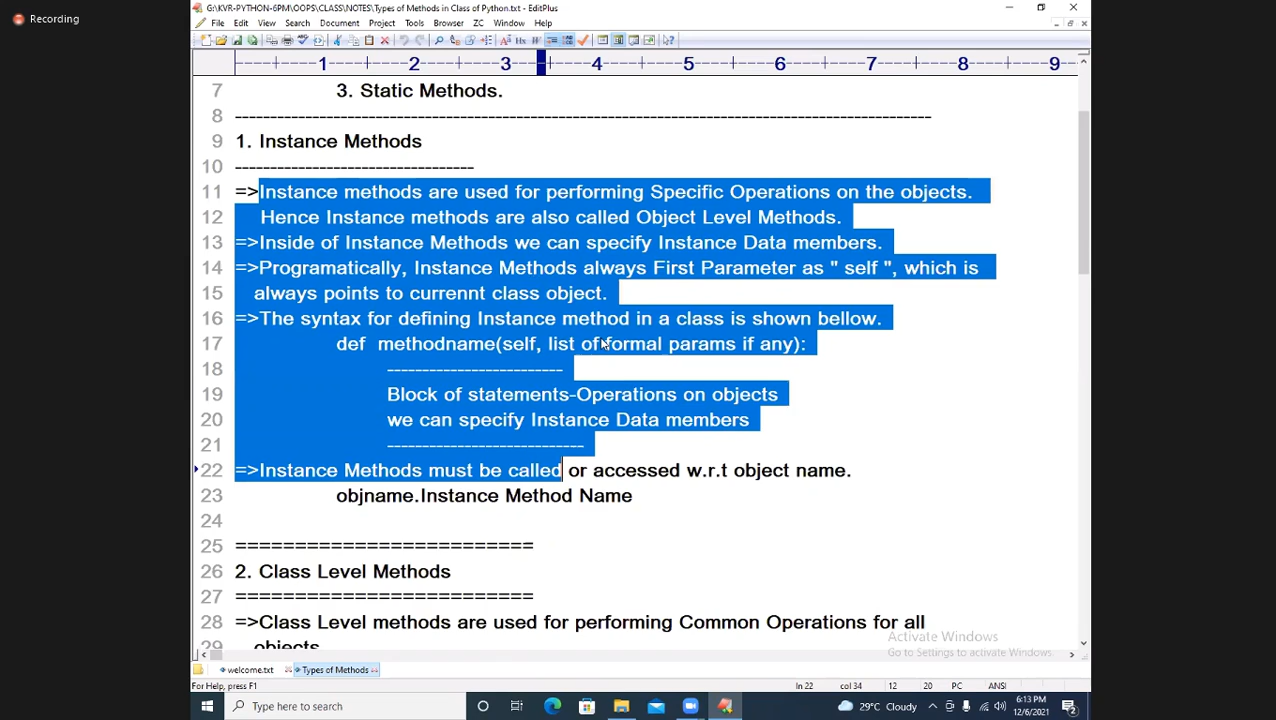 Recording
G:\KVR-PYTHON-6PM\OOPS\CLASS\NOTES\Types of Methods in Class of Python.txt - EditPlus
File Edit View Search Document Project Tools Browser ZC Window Help
1 2 3 4 5 6 7 8 9
7 3. Static Methods.
8 ---------------------------------------------------------------------------------------------------
9 1. Instance Methods
10 ----------------------------------
11 =>Instance methods are used for performing Specific Operations on the objects.
12 Hence Instance methods are also called Object Level Methods.
13 =>Inside of Instance Methods we can specify Instance Data members.
14 =>Programatically, Instance Methods always First Parameter as " self ", which is
15 always points to currennt class object.
16 =>The syntax for defining Instance method in a class is shown bellow.
17 def methodname(self, list of formal params if any):
18 -------------------------
19 Block of statements-Operations on objects
20 we can specify Instance Data members
21 ----------------------------
22 =>Instance Methods must be called or accessed w.r.t object name.
23 objname.Instance Method Name
24
25 =========================
26 2. Class Level Methods
27 =========================
28 =>Class Level methods are used for performing Common Operations for all
29 objects
Activate Windows
Go to Settings to activate Windows.
welcome.txt Types of Methods
For Help, press F1 ln 22 col 34 12 20 PC ANSI
Type here to search 29°C Cloudy 6:13 PM
12/6/2021 2